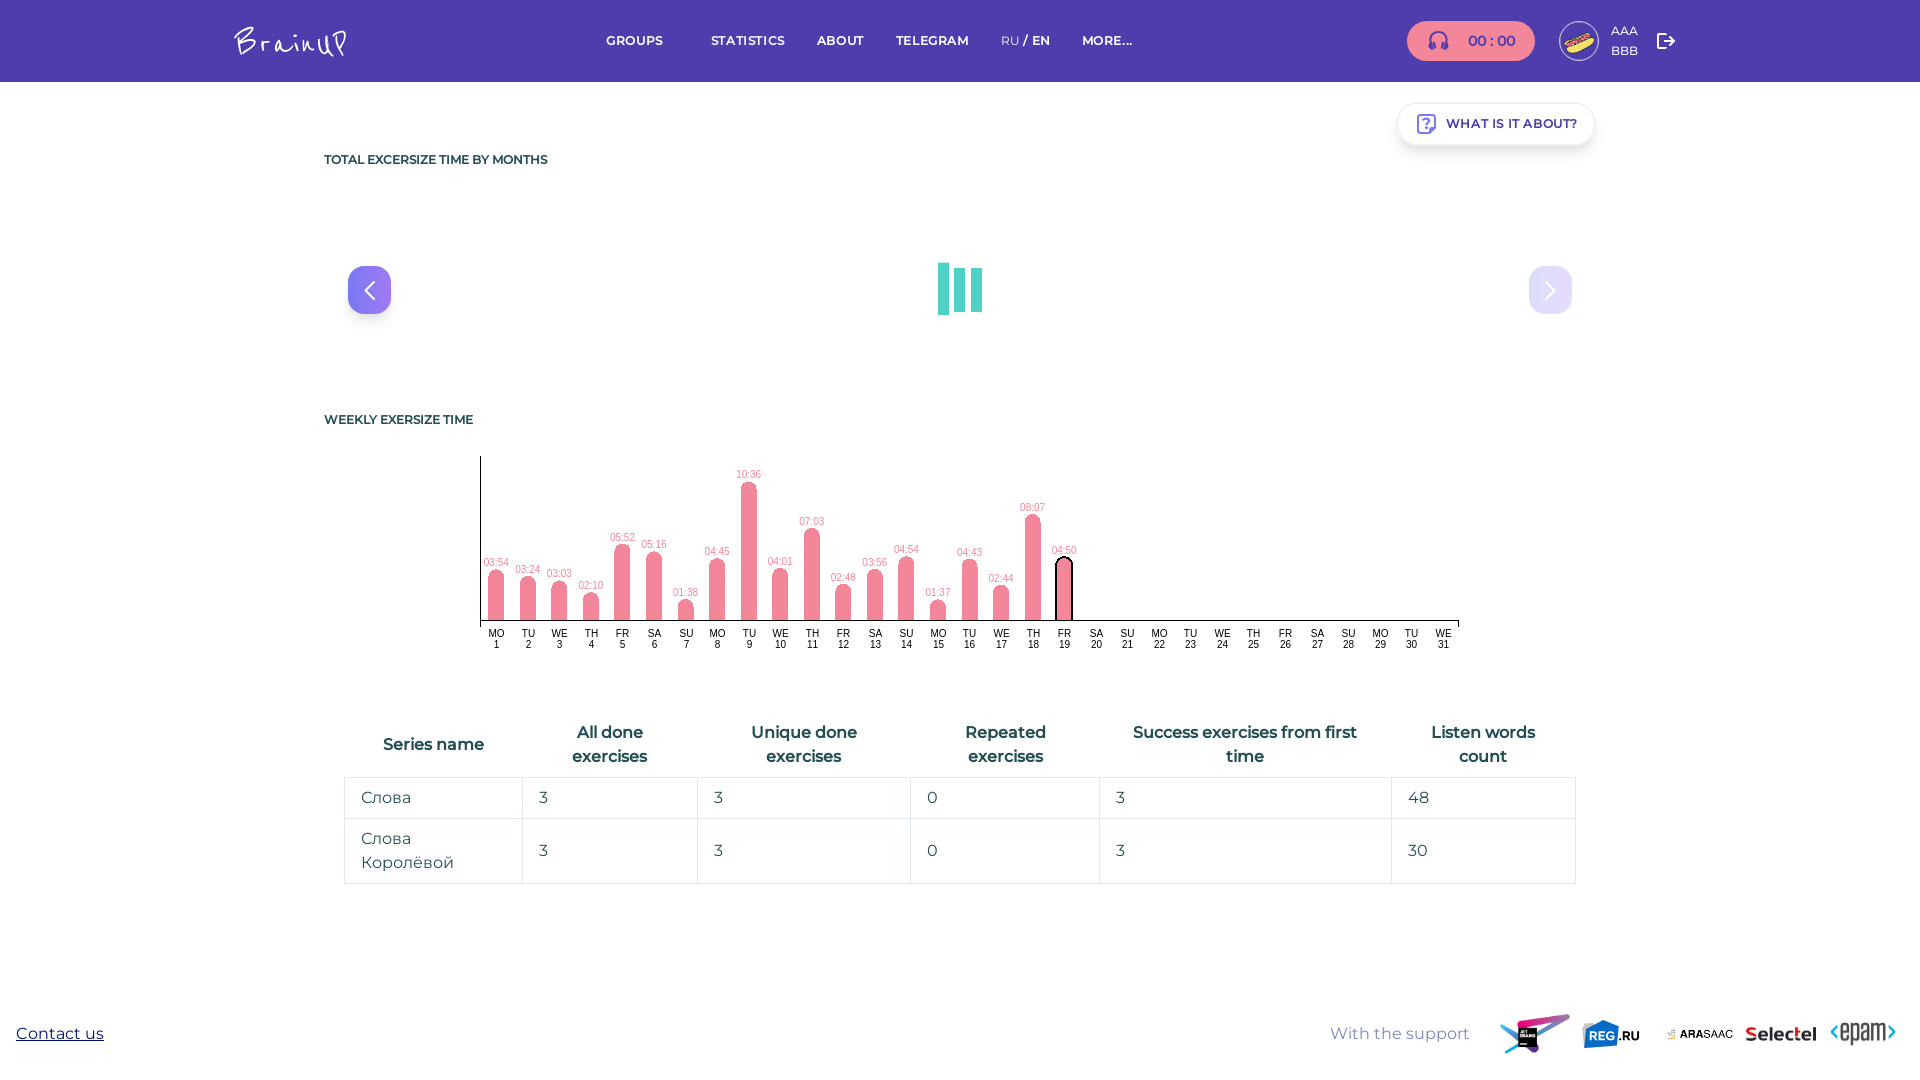 BrainUP
GROUPS STATISTICS ABOUT TELEGRAM RU / EN MORE...
00 : 00
AAA
BBB
WHAT IS IT ABOUT?
TOTAL EXCERSIZE TIME BY MONTHS
WEEKLY EXERSIZE TIME
03:54 03:24 03:03 02:10 05:52 05:16 01:38 04:45 10:36 04:01 07:03 02:48 03:56 04:54 01:37 04:43 02:44 08:07 04:50
MO TU WE TH FR SA SU MO TU WE TH FR SA SU MO TU WE TH FR SA SU MO TU WE TH FR SA SU MO TU WE
1 2 3 4 5 6 7 8 9 10 11 12 13 14 15 16 17 18 19 20 21 22 23 24 25 26 27 28 29 30 31
Series name
All done
exercises
Unique done
exercises
Repeated
exercises
Success exercises from first
time
Listen words
count
Слова 3 3 0 3 48
Слова
Королёвой 3 3 0 3 30
Contact us
With the support
JET
BRAINS
REG.RU
ARASAAC
Selectel
<epam>